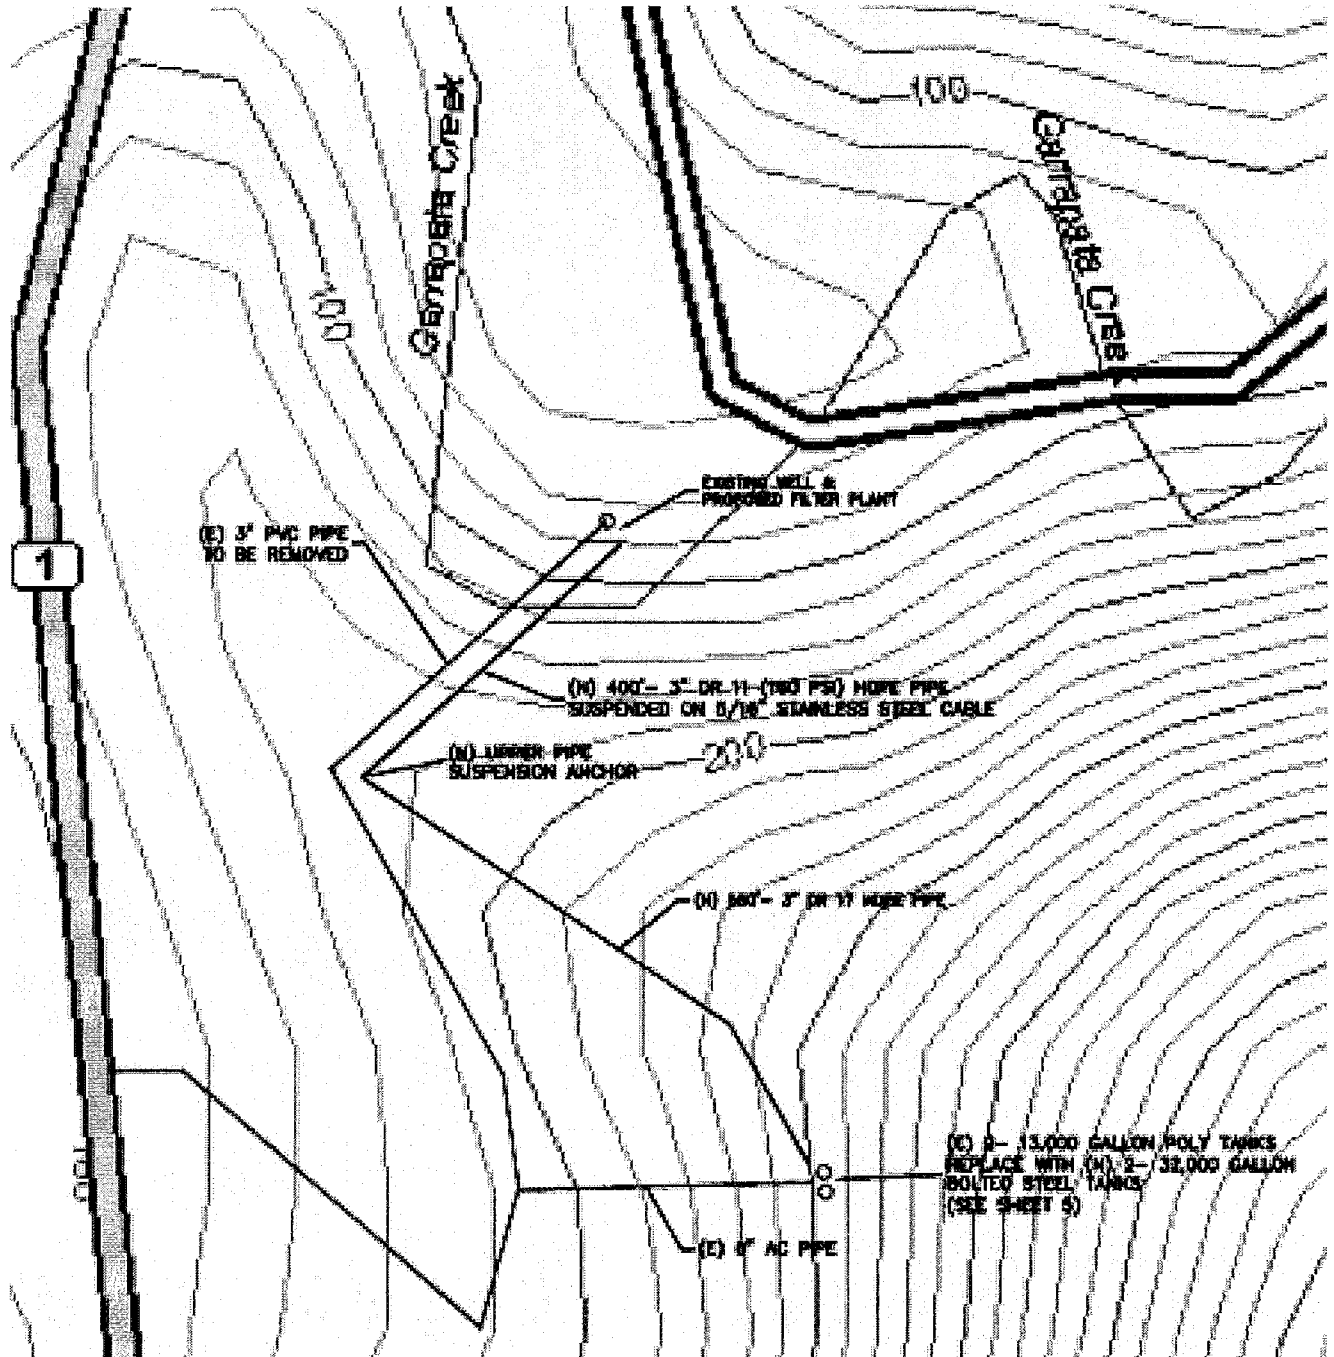 100
Garrapata Creek
Garrapata Creek
100
EXISTING WELL &
PROPOSED FILTER PLANT
(E) 3" PVC PIPE
TO BE REMOVED
1
(N) 400'- 3" DR 11 (160 PSI) HDPE PIPE
SUSPENDED ON 5/16" STAINLESS STEEL CABLE
200
(N) UPPER PIPE
SUSPENSION ANCHOR
(N) 3" DR 17 HDPE PIPE
100
(E) 2- 13,000 GALLON POLY TANKS
REPLACE WITH (N) 2- 32,000 GALLON
BOLTED STEEL TANKS
(SEE SHEET 5)
(E) AC PIPE